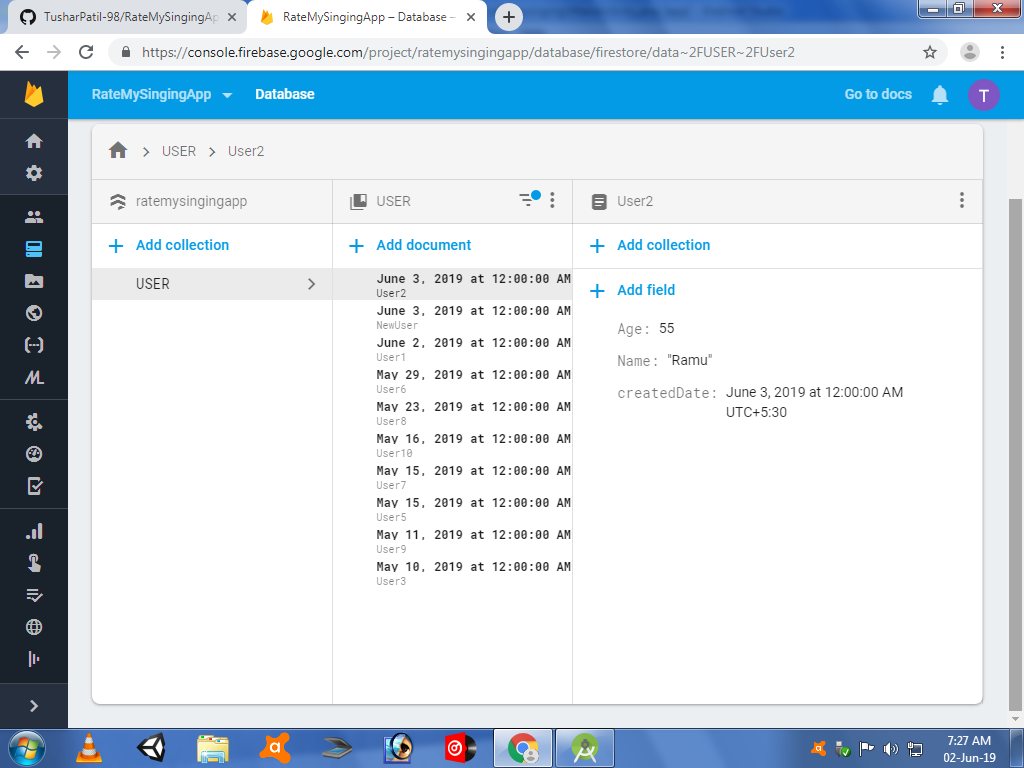 TusharPatil-98/RateMySingingAp
RateMySingingApp – Database –
https://console.firebase.google.com/project/ratemysingingapp/database/firestore/data~2FUSER~2FUser2
RateMySingingApp
Database
Go to docs
T
USER
User2
ratemysingingapp
USER
User2
Add collection
Add document
Add collection
USER
June 3, 2019 at 12:00:00 AM
User2
June 3, 2019 at 12:00:00 AM
NewUser
June 2, 2019 at 12:00:00 AM
User1
May 29, 2019 at 12:00:00 AM
User6
May 23, 2019 at 12:00:00 AM
User8
May 16, 2019 at 12:00:00 AM
User10
May 15, 2019 at 12:00:00 AM
User7
May 15, 2019 at 12:00:00 AM
User5
May 11, 2019 at 12:00:00 AM
User9
May 10, 2019 at 12:00:00 AM
User3
Add field
Age: 55
Name: "Ramu"
createdDate: June 3, 2019 at 12:00:00 AM
UTC+5:30
7:27 AM
02-Jun-19